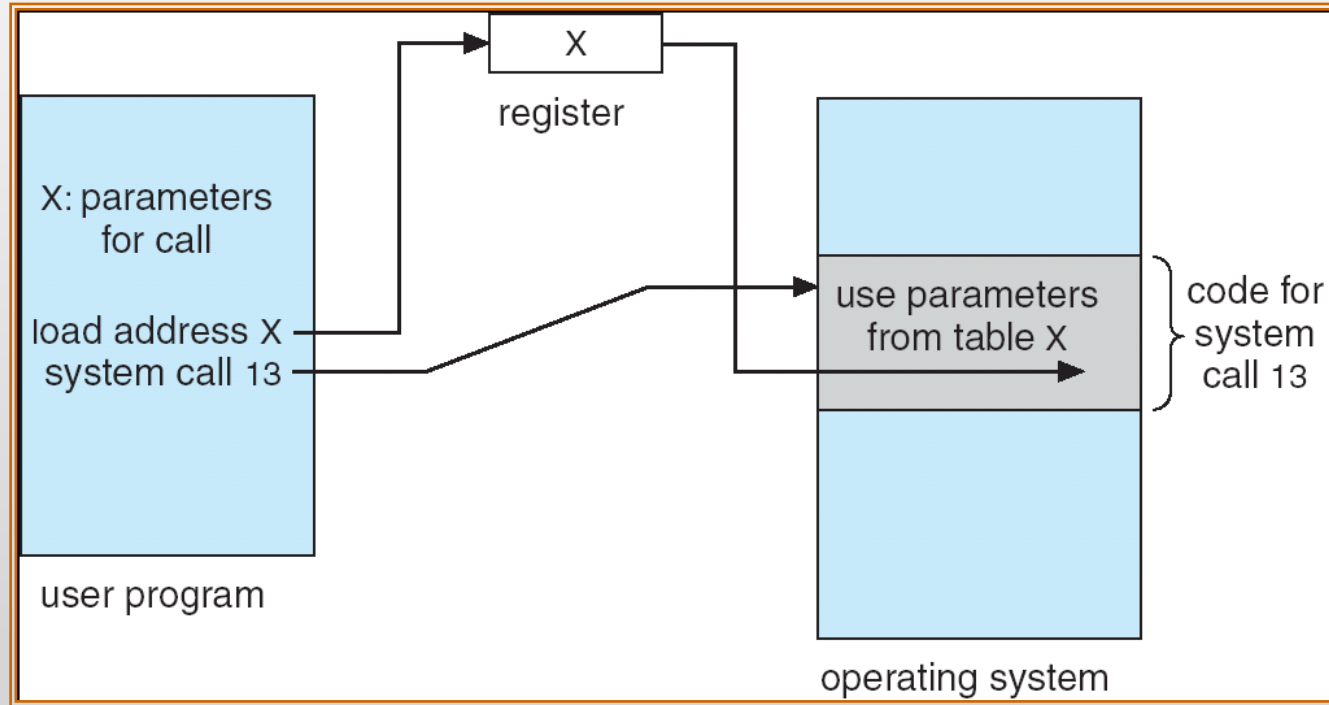 X
register
X: parameters
for call
load address X
system call 13
user program
use parameters
from table X
operating system
code for
system
call 13